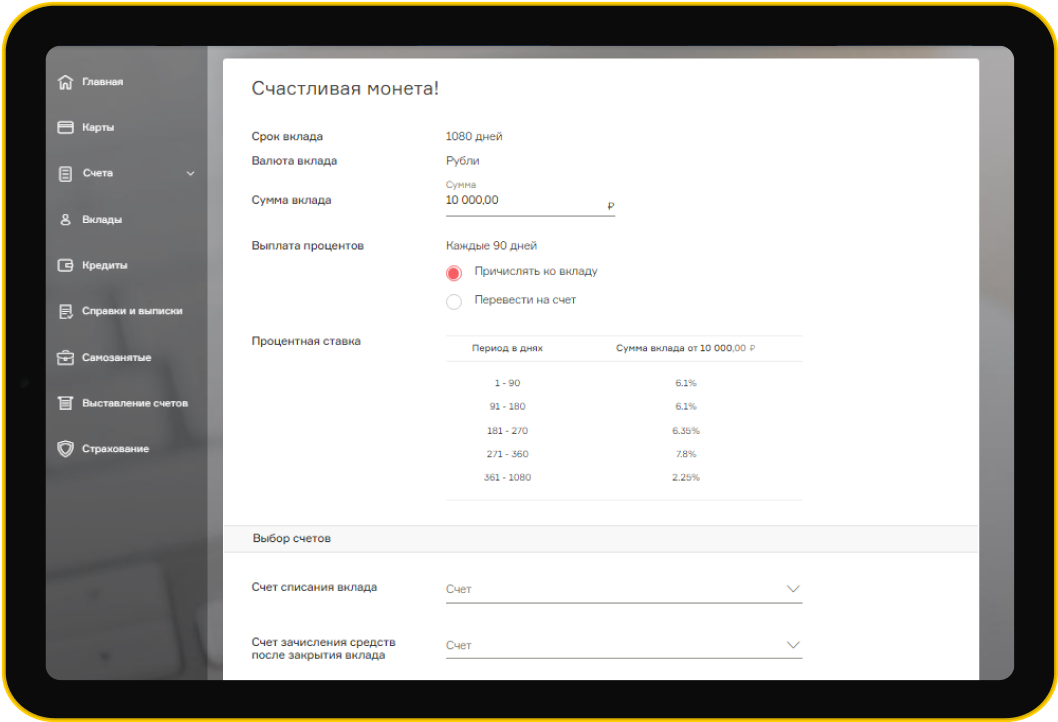 Главная
Карты
Счета
Вклады
Кредиты
Справки и выписки
Самозанятые
Выставление счетов
Страхование
Счастливая монета!
Срок вклада 1080 дней
Валюта вклада Рубли
Сумма
Сумма вклада 10 000,00 ₽
Выплата процентов Каждые 90 дней
Причислять ко вкладу
Перевести на счет
Процентная ставка
Период в днях Сумма вклада от 10 000,00 ₽
1 - 90 6.1%
91 - 180 6.1%
181 - 270 6.35%
271 - 360 7.8%
361 - 1080 2.25%
Выбор счетов
Счет списания вклада Счет
Счет зачисления средств
после закрытия вклада Счет